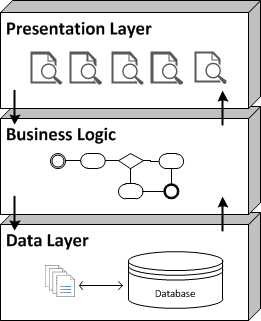 Presentation Layer
Business Logic
Data Layer
Database